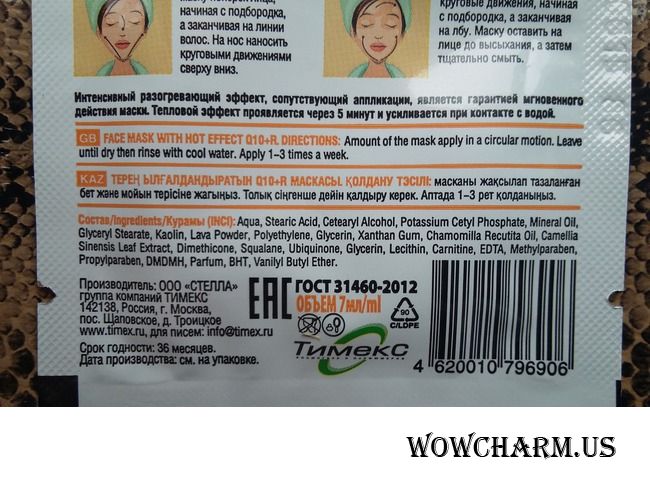 начиная с подбородка,
а заканчивая на линии
волос. На нос наносить
круговыми движениями
сверху вниз.
круговые движения, начиная
с подбородка, а заканчивая
на лбу. Маску оставить на
лице до высыхания, а затем
тщательно смыть.
Интенсивный разогревающий эффект, сопутствующий аппликации, является гарантией мгновенного
действия маски. Тепловой эффект проявляется через 5 минут и усиливается при контакте с водой.
GB FACE MASK WITH HOT EFFECT Q10+R. DIRECTIONS: Amount of the mask apply in a circular motion. Leave
until dry then rinse with cool water. Apply 1–3 times a week.
KAZ ТЕРЕҢ ЫЛҒАЛДАНДЫРАТЫН Q10+R МАСКАСЫ. ҚОЛДАНУ ТӘСІЛІ: масканы жақсылап тазаланған
бет және мойын терісіне жағыңыз. Толық сіңгенше дейін қалдыру керек. Аптада 1–3 рет қолданыңыз.
Состав/Ingredients/Құрамы (INCI): Aqua, Stearic Acid, Cetearyl Alcohol, Potassium Cetyl Phosphate, Mineral Oil,
Glyceryl Stearate, Kaolin, Lava Powder, Polyethylene, Glycerin, Xanthan Gum, Chamomilla Recutita Oil, Camellia
Sinensis Leaf Extract, Dimethicone, Squalane, Ubiquinone, Glycerin, Lecithin, Carnitine, EDTA, Methylparaben,
Propylparaben, DMDMH, Parfum, BHT, Vanilyl Butyl Ether.
Производитель: ООО «СТЕЛЛА»
группа компаний ТИМЕКС
142138, Россия, г. Москва,
пос. Щаповское, д. Троицкое
www.timex.ru, для писем: info@timex.ru
Срок годности: 36 месяцев.
Дата производства: см. на упаковке.
EAC
ГОСТ 31460-2012
ОБЪЕМ 7мл/ml
90
C/LDPE
Тимекс
4 620010 796906
WOWCHARM.US